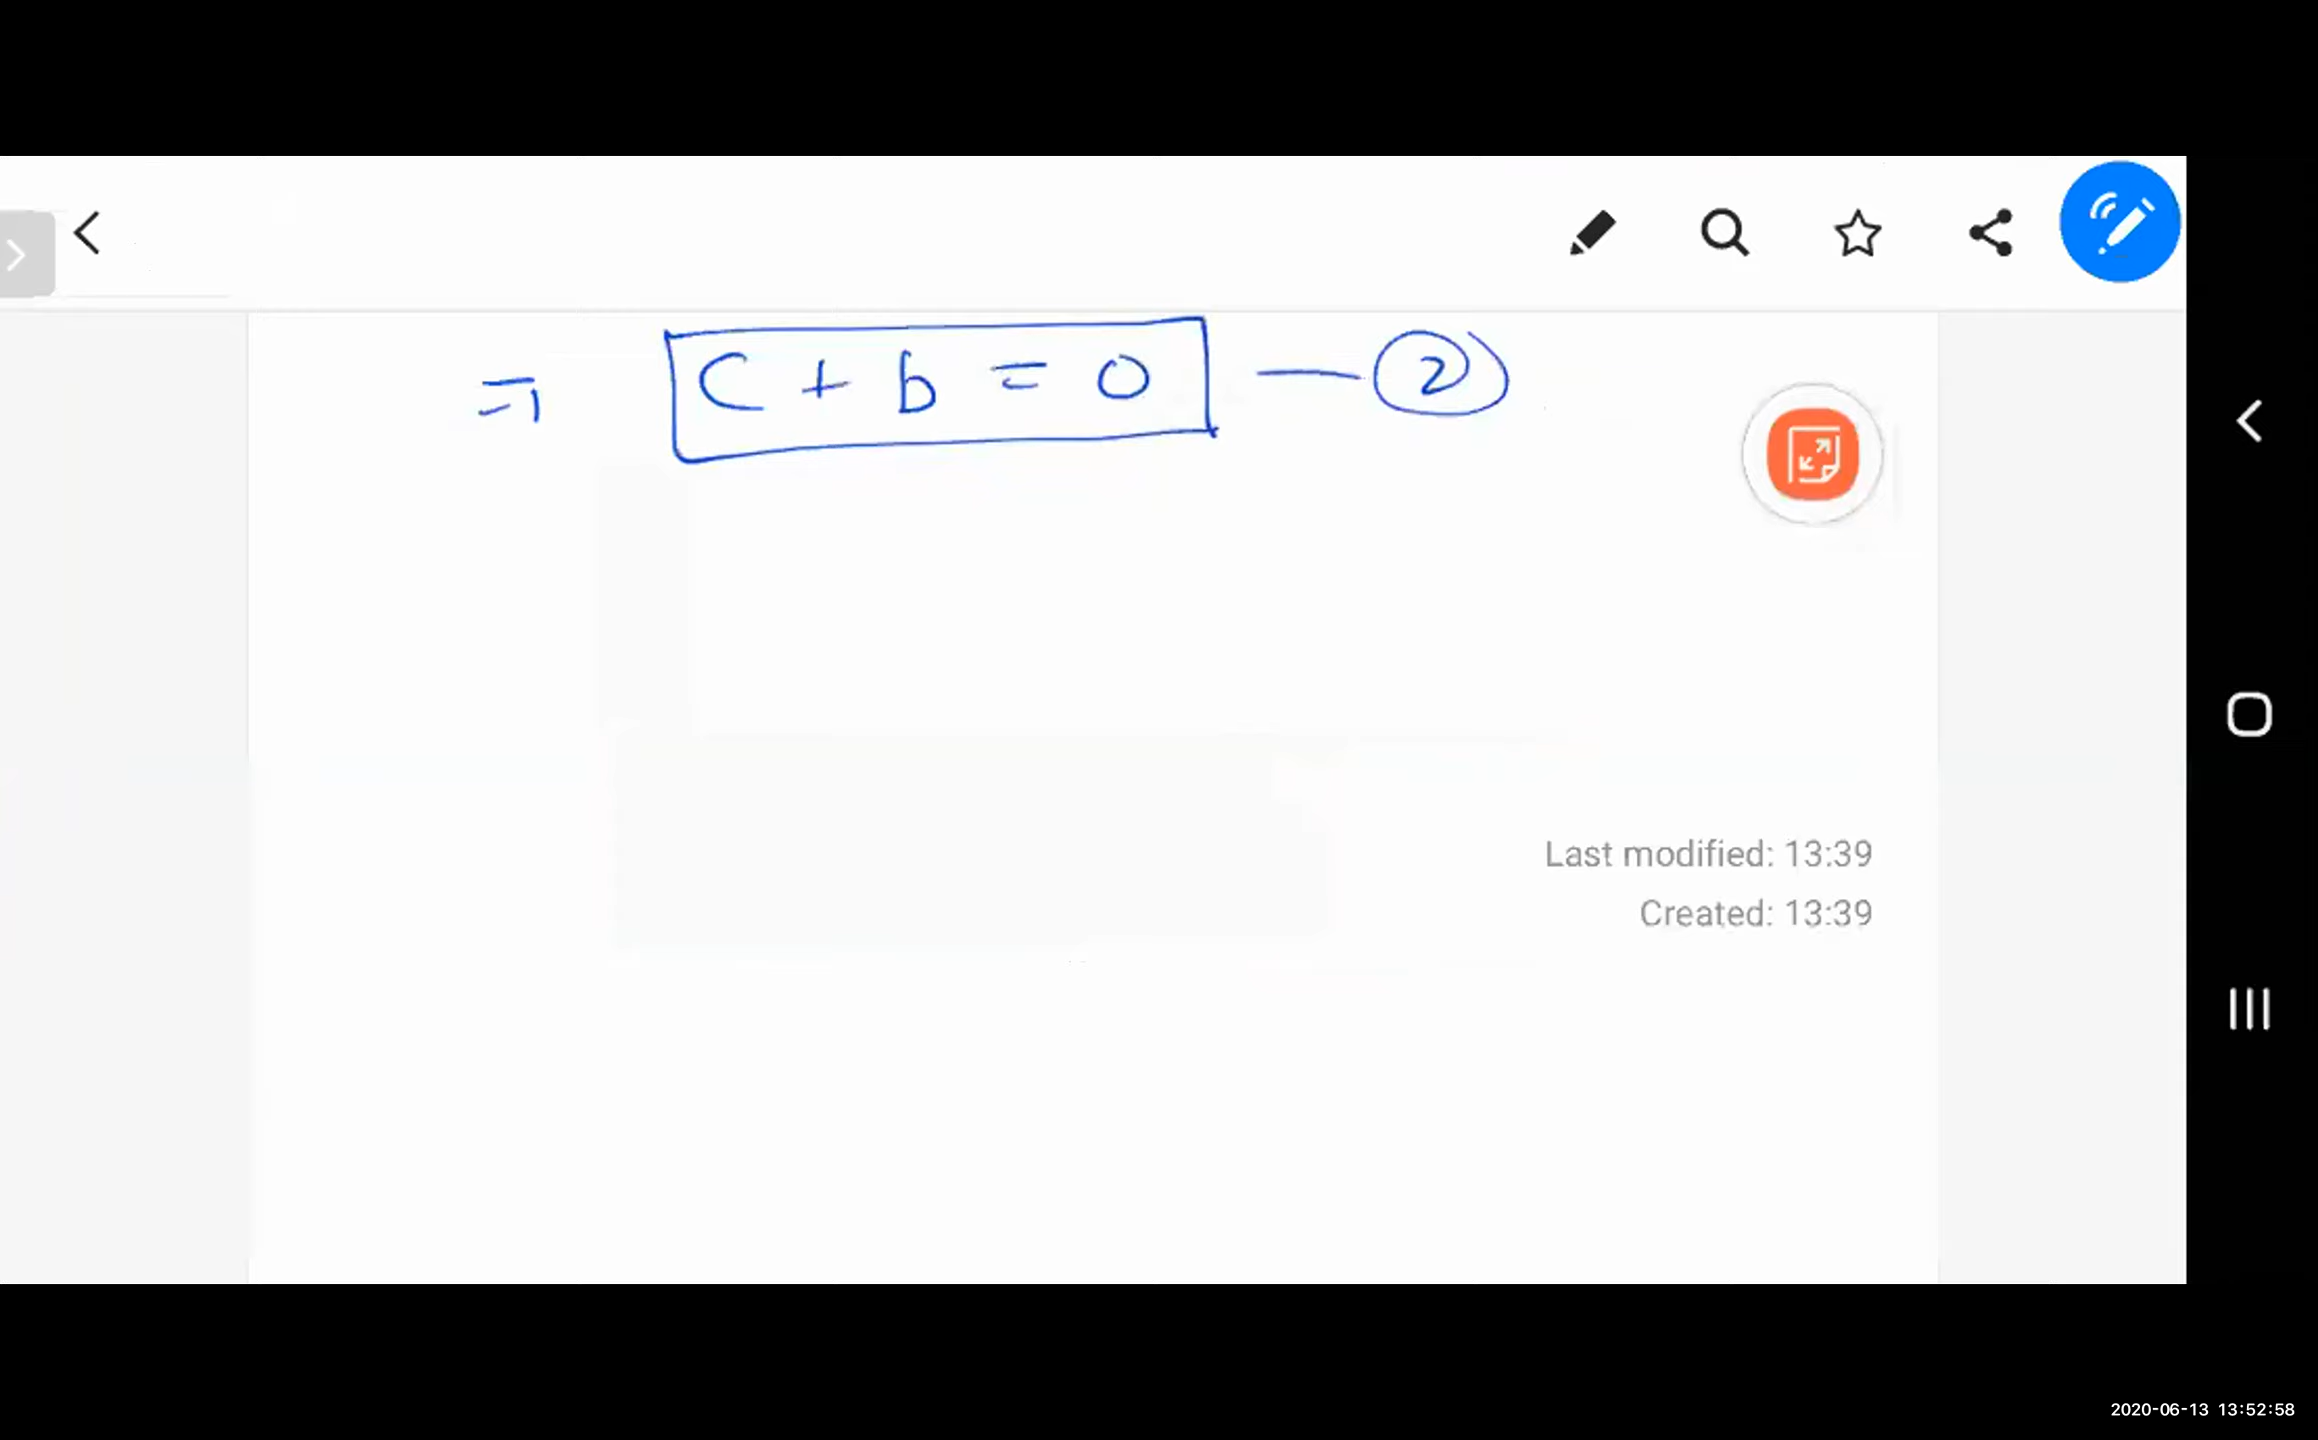 ⇒ C + b = 0 — ②
Last modified: 13:39
Created: 13:39
2020-06-13 13:52:58